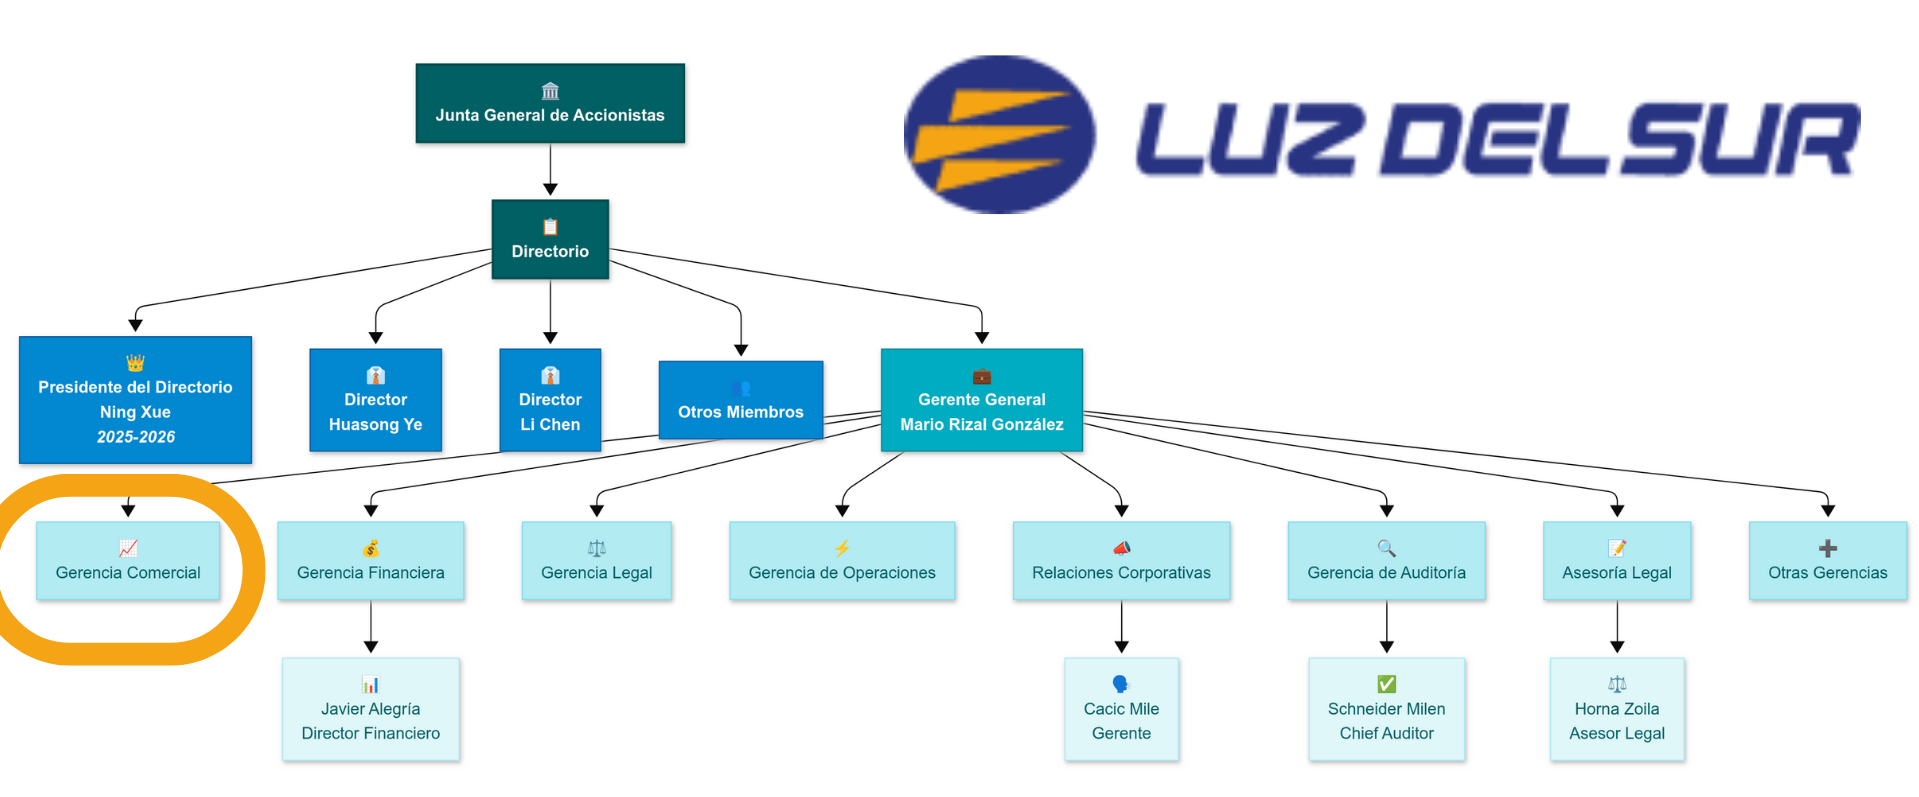 LUZ DEL SUR
Junta General de Accionistas
Directorio
Presidente del Directorio
Ning Xue
2025-2026
Director
Huasong Ye
Director
Li Chen
Otros Miembros
Gerente General
Mario Rizal González
Gerencia Comercial
Gerencia Financiera
Gerencia Legal
Gerencia de Operaciones
Relaciones Corporativas
Gerencia de Auditoría
Asesoría Legal
Otras Gerencias
Javier Alegría
Director Financiero
Cacic Mile
Gerente
Schneider Milen
Chief Auditor
Horna Zoila
Asesor Legal